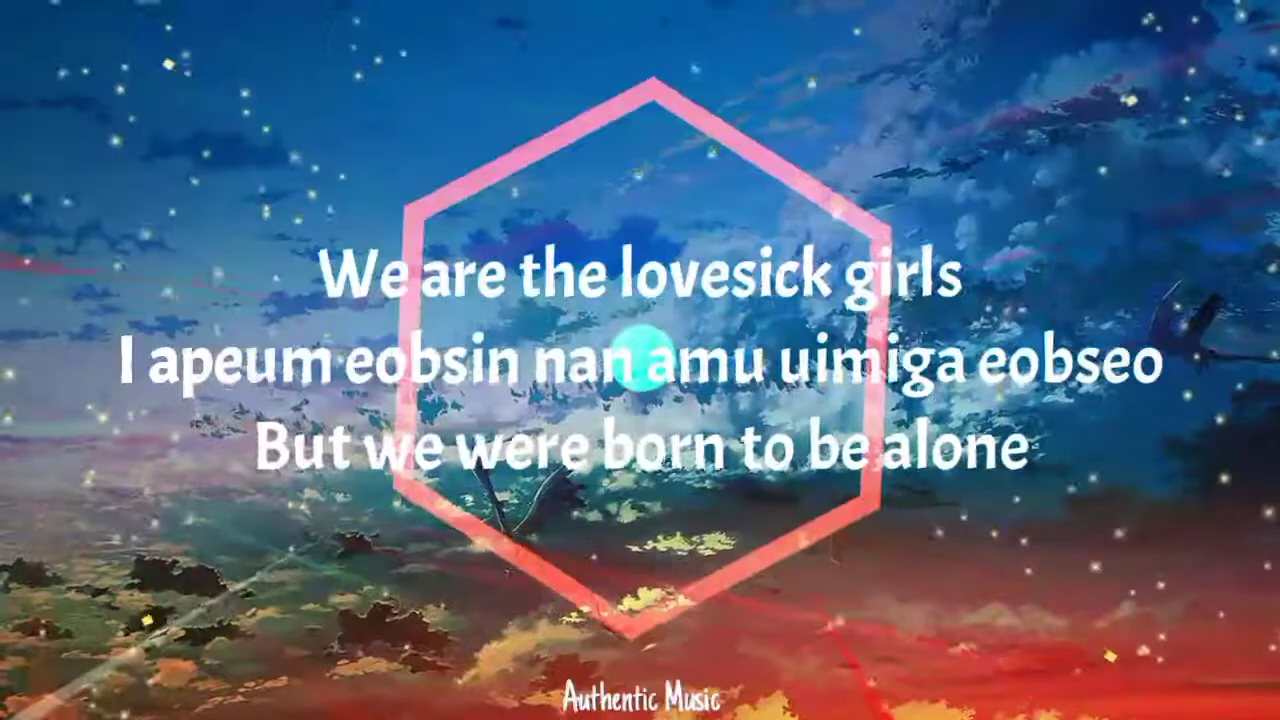 We are the lovesick girls
I apeum eobsin nan amu uimiga eobseo
But we were born to be alone
Authentic Music